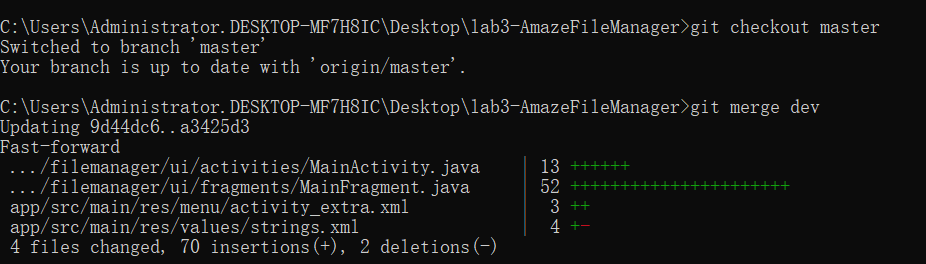 C:\Users\Administrator.DESKTOP-MF7H8IC\Desktop\lab3-AmazeFileManager>git checkout master
Switched to branch 'master'
Your branch is up to date with 'origin/master'.
C:\Users\Administrator.DESKTOP-MF7H8IC\Desktop\lab3-AmazeFileManager>git merge dev
Updating 9d44dc6..a3425d3
Fast-forward
 .../filemanager/ui/activities/MainActivity.java | 13 ++++++
 .../filemanager/ui/fragments/MainFragment.java | 52 ++++++++++++++++++++++
 app/src/main/res/menu/activity_extra.xml | 3 ++
 app/src/main/res/values/strings.xml | 4 +-
 4 files changed, 70 insertions(+), 2 deletions(-)